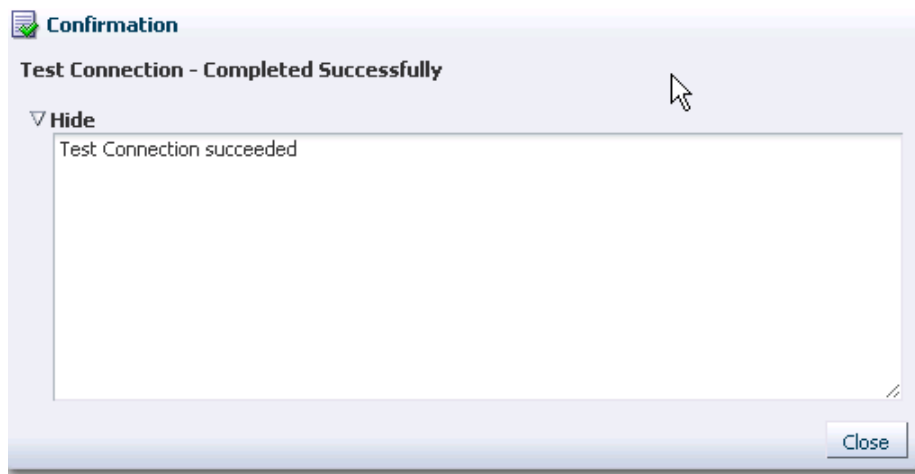 Confirmation
Test Connection - Completed Successfully
Hide
Test Connection succeeded
Close